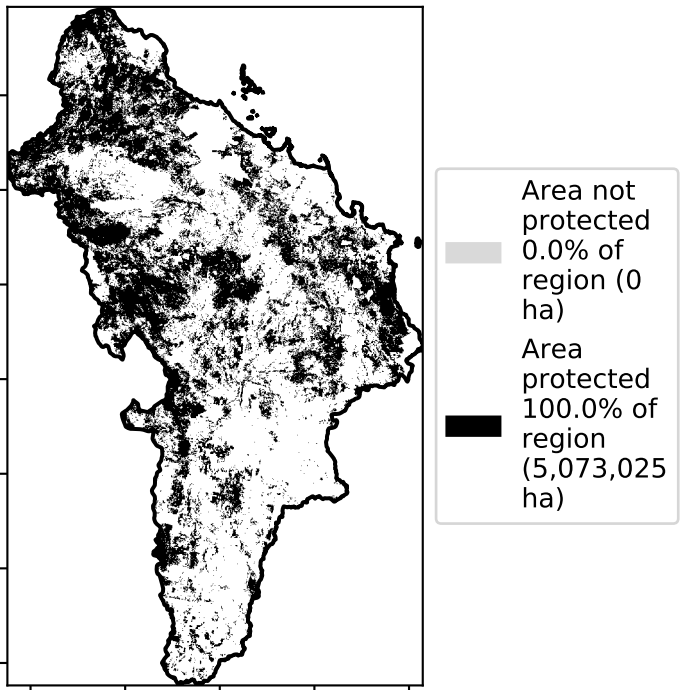 Area not
protected
0.0% of
region (0
ha)
Area
protected
100.0% of
region
(5,073,025
ha)